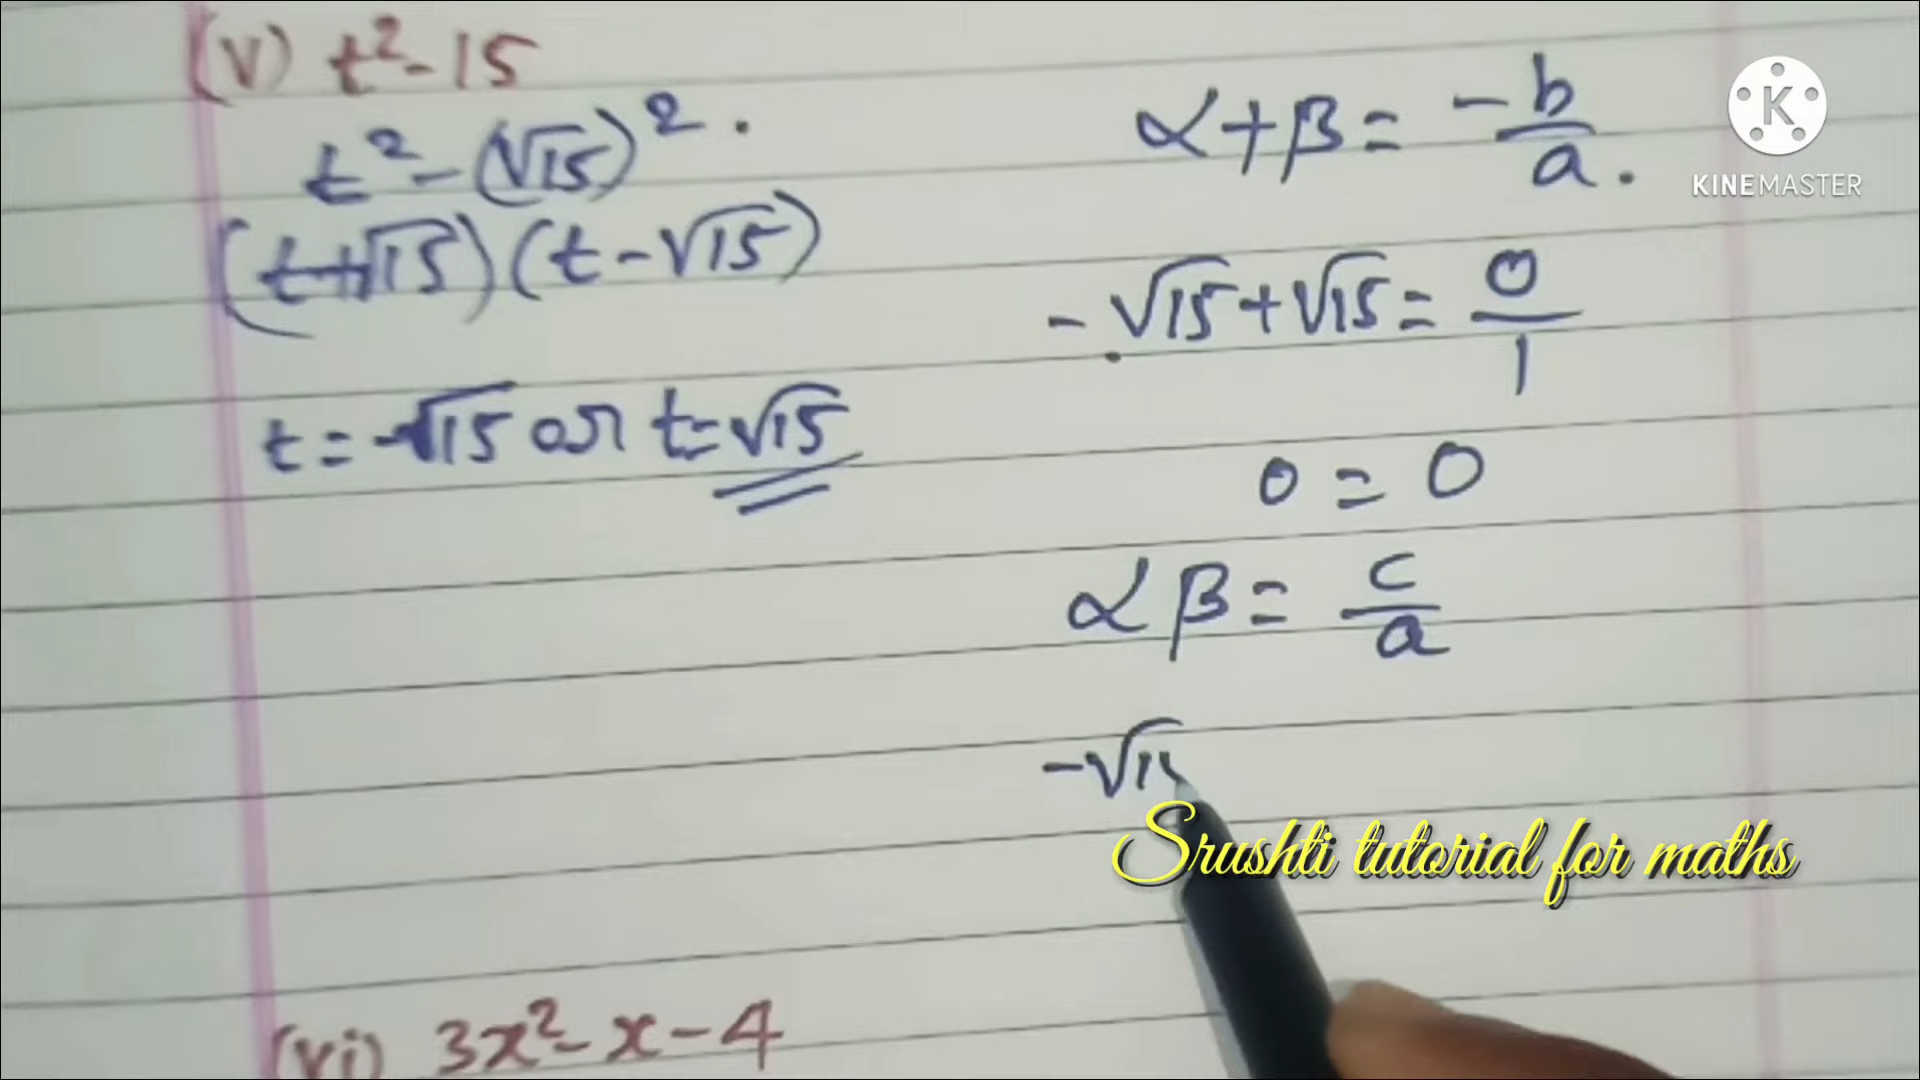 (v) t² - 15
t² - (√15)² .
(t+√15) (t - √15)
t = -√15 or t = √15
α + β = -b/a .
-√15 + √15 = 0/1
0 = 0
αβ = c/a
-√15
(vi) 3x² - x - 4
K
KINEMASTER
Srushti tutorial for maths